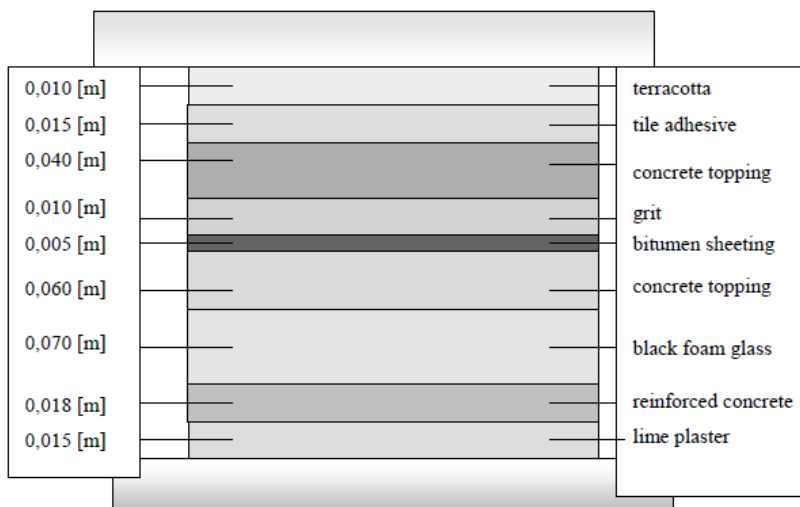 0,010 [m] terracotta
0,015 [m] tile adhesive
0,040 [m] concrete topping
0,010 [m] grit
0,005 [m] bitumen sheeting
0,060 [m] concrete topping
0,070 [m] black foam glass
0,018 [m] reinforced concrete
0,015 [m] lime plaster